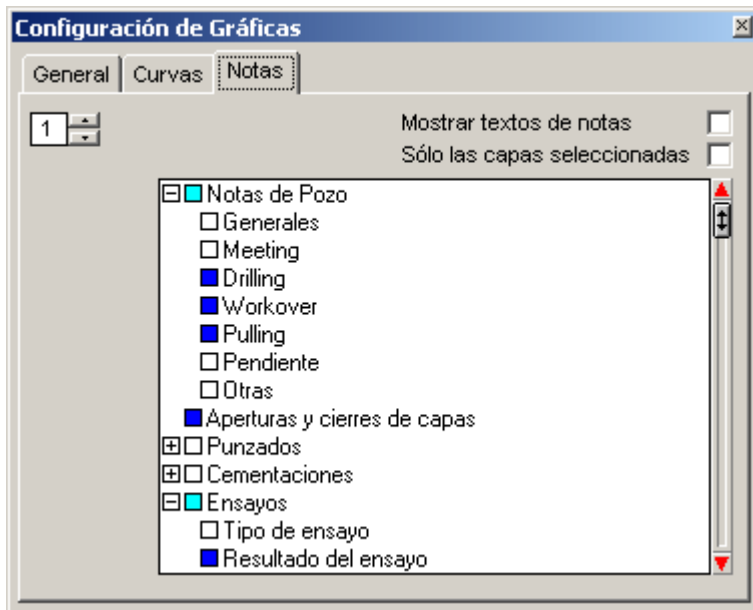 Configuración de Gráficas
General Curvas Notas
1
Mostrar textos de notas
Sólo las capas seleccionadas
Notas de Pozo
Generales
Meeting
Drilling
Workover
Pulling
Pendiente
Otras
Aperturas y cierres de capas
Punzados
Cementaciones
Ensayos
Tipo de ensayo
Resultado del ensayo